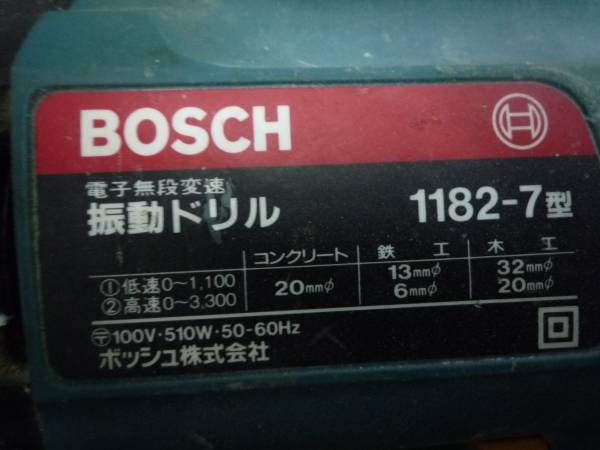 BOSCH
電子無段変速
振動ドリル 1182-7型
コンクリート 鉄 工 木 工
①低速0~1,100 20mmφ 13mmφ 32mmφ
②高速0~3,300 6mmφ 20mmφ
〒100V·510W·50-60Hz
ボッシュ株式会社